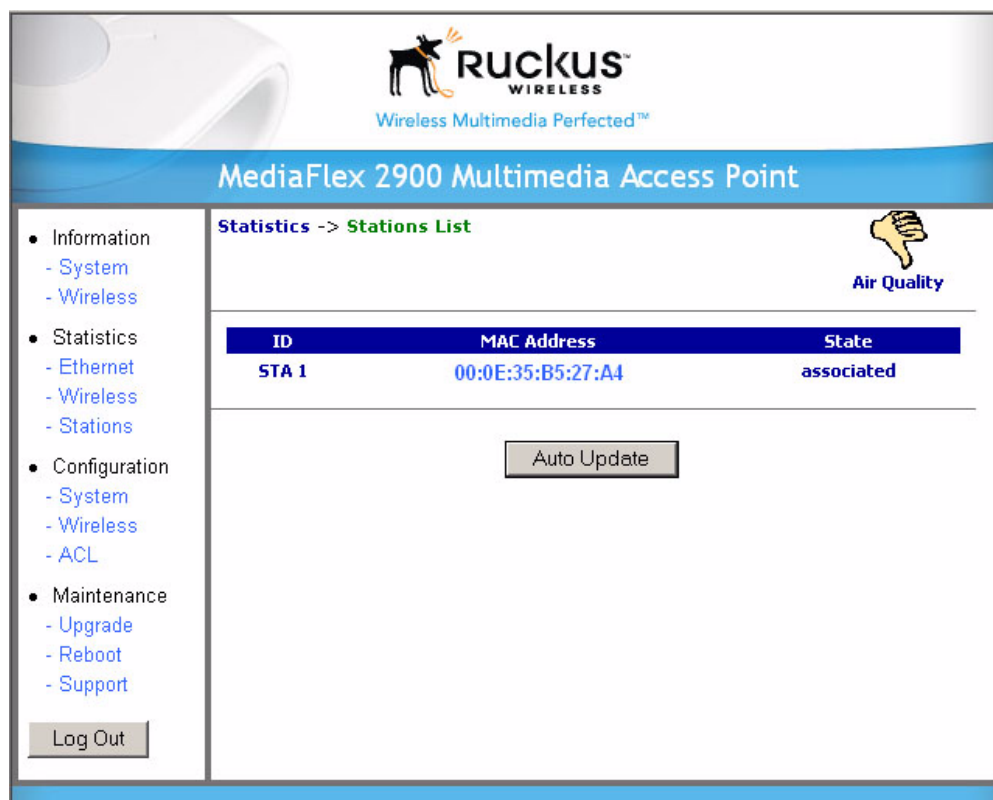 RUCKUS™
WIRELESS
Wireless Multimedia Perfected™
MediaFlex 2900 Multimedia Access Point
• Information
- System
- Wireless
• Statistics
- Ethernet
- Wireless
- Stations
• Configuration
- System
- Wireless
- ACL
• Maintenance
- Upgrade
- Reboot
- Support
Log Out
Statistics -> Stations List
Air Quality
ID MAC Address State
STA 1 00:0E:35:B5:27:A4 associated
Auto Update